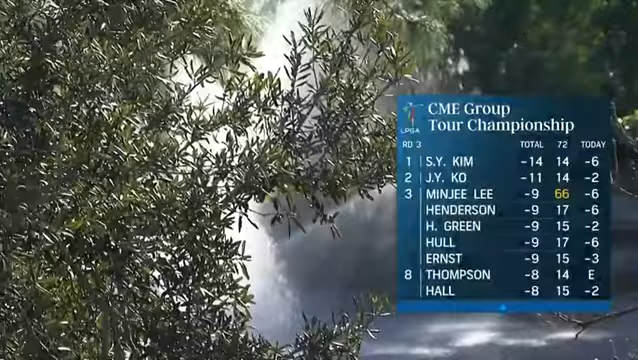 CME Group
LPGA Tour Championship
RD 3 TOTAL 72 TODAY
1 S.Y. KIM -14 14 -6
2 J.Y. KO -11 14 -2
3 MINJEE LEE -9 66 -6
HENDERSON -9 17 -6
H. GREEN -9 15 -2
HULL -9 17 -6
ERNST -9 15 -3
8 THOMPSON -8 14 E
HALL -8 15 -2